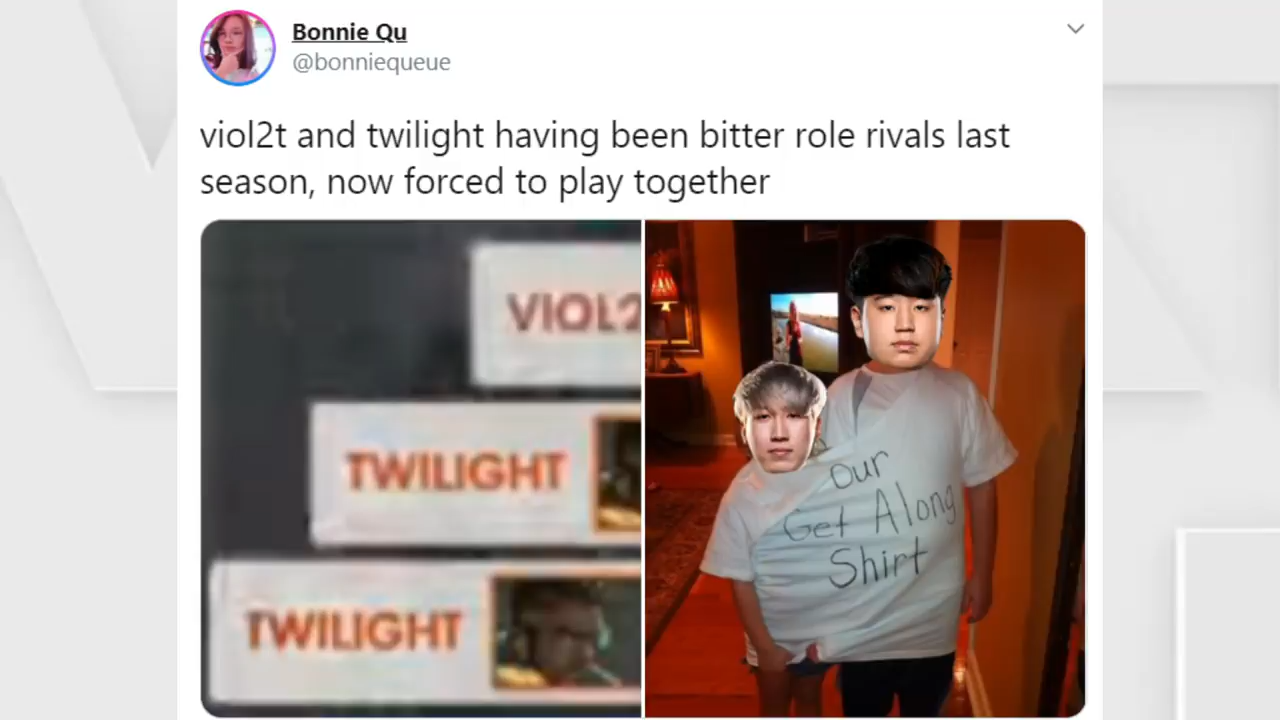 Bonnie Qu
@bonniequeue
viol2t and twilight having been bitter role rivals last
season, now forced to play together
VIOL2
TWILIGHT
TWILIGHT
Our
Get Along
Shirt